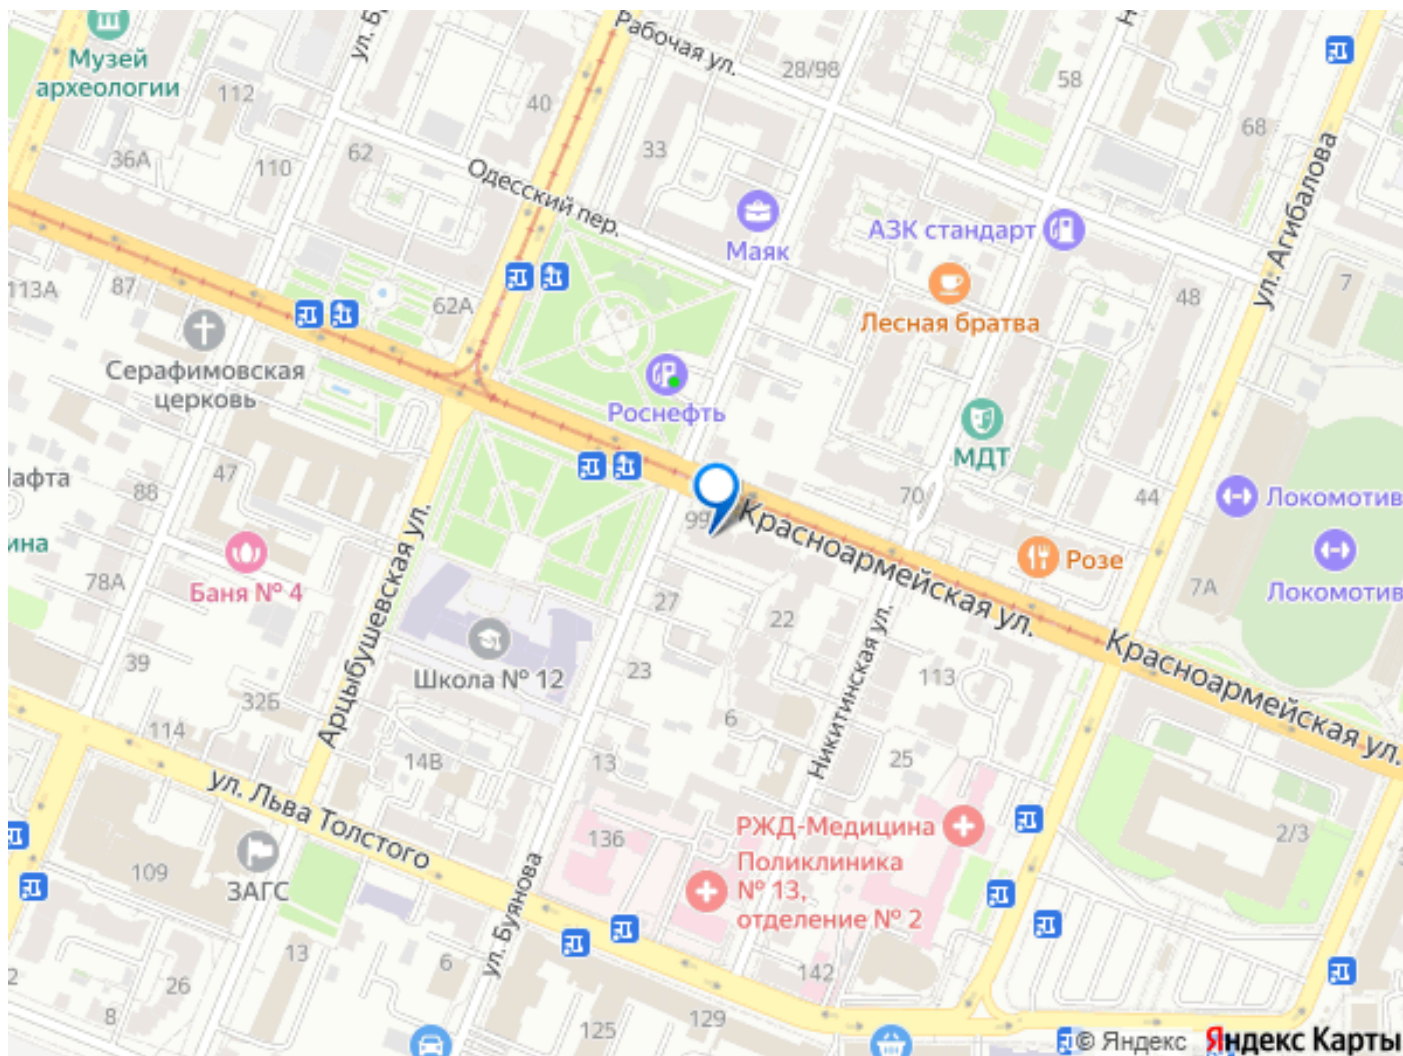 Музей
археологии
ул. Б
Рабочая ул.
28/98
58
Н
112
40
33
68
36А
110
62
Одесский пер.
Маяк
АЗК стандарт
ул. Агибалова
7
113А
87
62А
48
Лесная братва
Серафимовская
церковь
Роснефть
МДТ
афта
47
88
99
70
44
Локомотив
Красноармейская ул.
ина
Баня № 4
78А
Арцыбушевская ул.
Розе
Локомотив
7А
27
22
39
32Б
Школа № 12
23
6
Никитинская ул.
113
Красноармейская ул.
114
14В
13
25
ул. Льва Толстого
136
РЖД-Медицина
2/3
109
ЗАГС
ул. Буянова
Поликлиника
№ 13,
отделение № 2
13
6
142
2
26
8
125
129
© Яндекс
Яндекс Карты